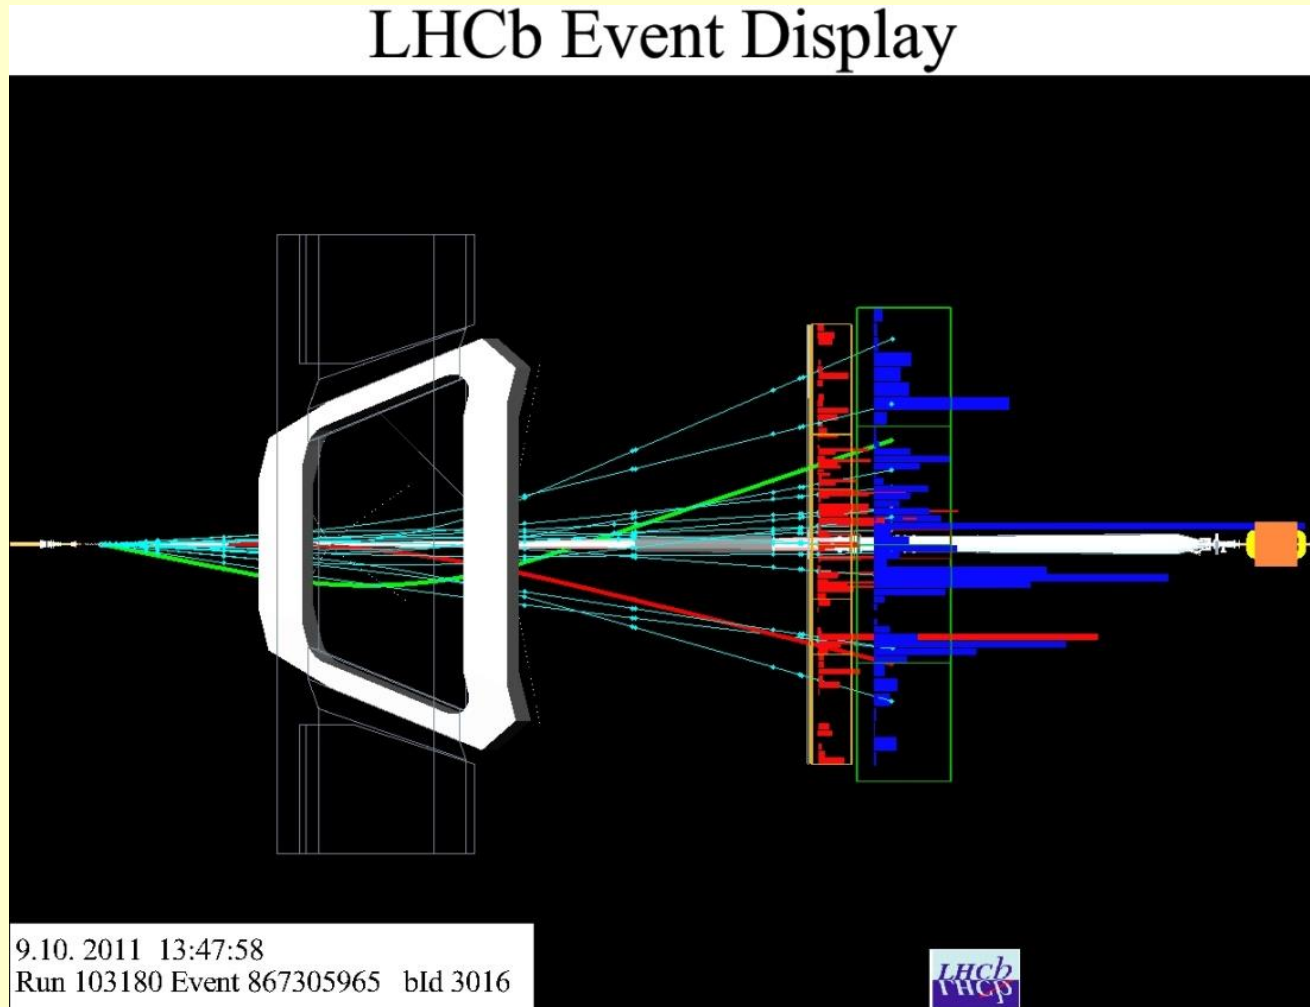 LHCb Event Display
9.10. 2011 13:47:58
Run 103180 Event 867305965 bId 3016
LHCb